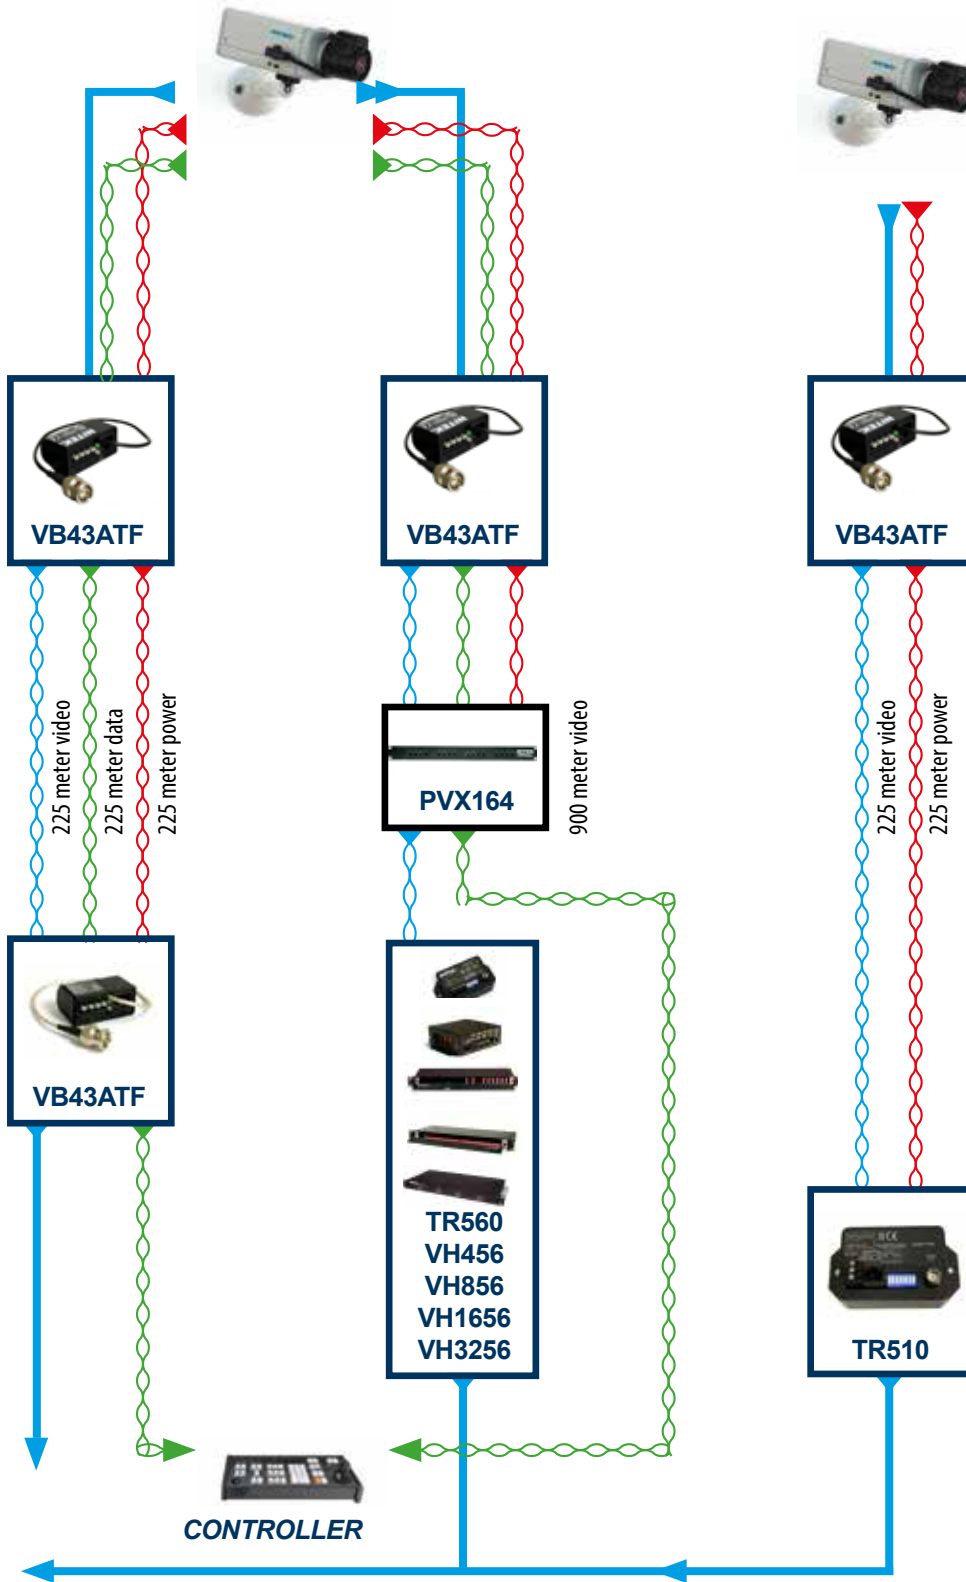 VB43ATF
VB43ATF
VB43ATF
225 meter video
225 meter data
225 meter power
PVX164
900 meter video
225 meter video
225 meter power
VB43ATF
TR560
VH456
VH856
VH1656
VH3256
TR510
CONTROLLER